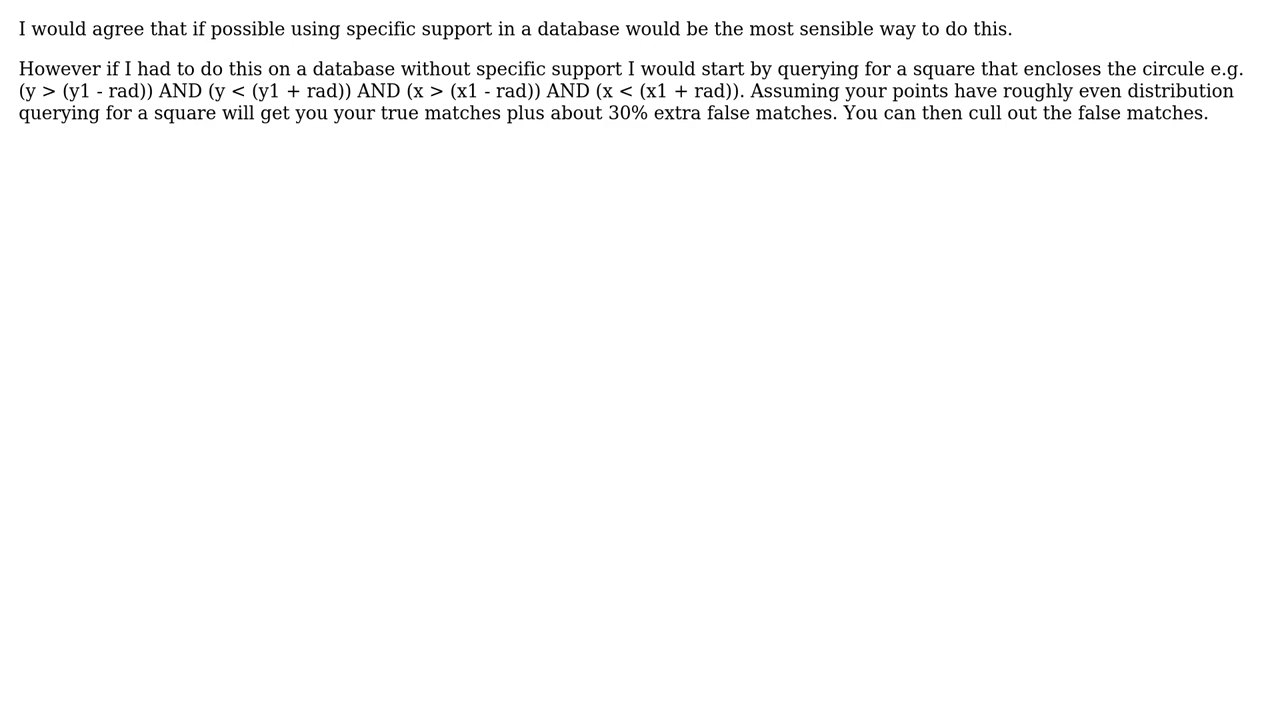 I would agree that if possible using specific support in a database would be the most sensible way to do this.
However if I had to do this on a database without specific support I would start by querying for a square that encloses the circule e.g.
(y > (y1 - rad)) AND (y < (y1 + rad)) AND (x > (x1 - rad)) AND (x < (x1 + rad)). Assuming your points have roughly even distribution
querying for a square will get you your true matches plus about 30% extra false matches. You can then cull out the false matches.